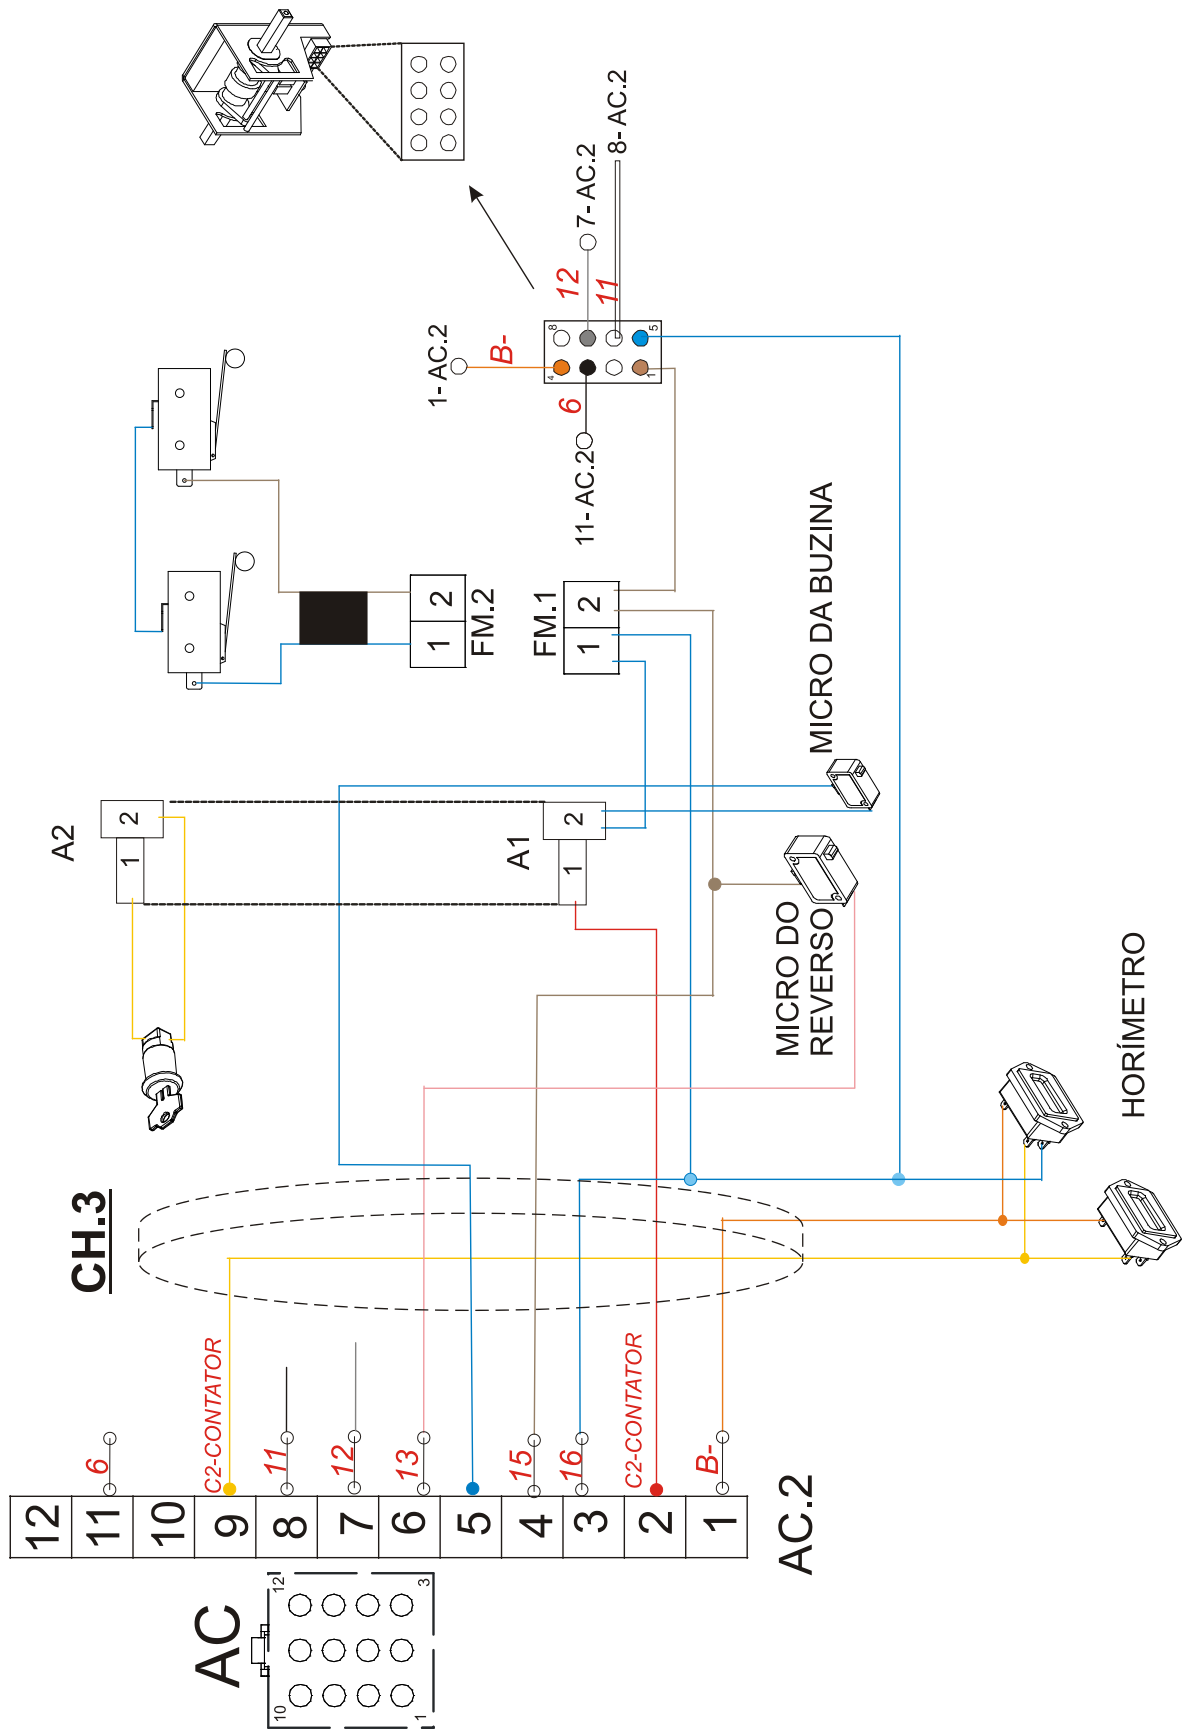 CH.3
A2
1
2
A1
1
2
FM.2
1
2
FM.1
1
2
1- AC.2
B-
6
11- AC.2
12
7- AC.2
11
8- AC.2
4
8
1
5
MICRO DA BUZINA
MICRO DO
REVERSO
HORÍMETRO
6
C2-CONTATOR
11
12
13
15
16
C2-CONTATOR
B-
12
11
10
9
8
7
6
5
4
3
2
1
AC.2
AC
12
3
10
1